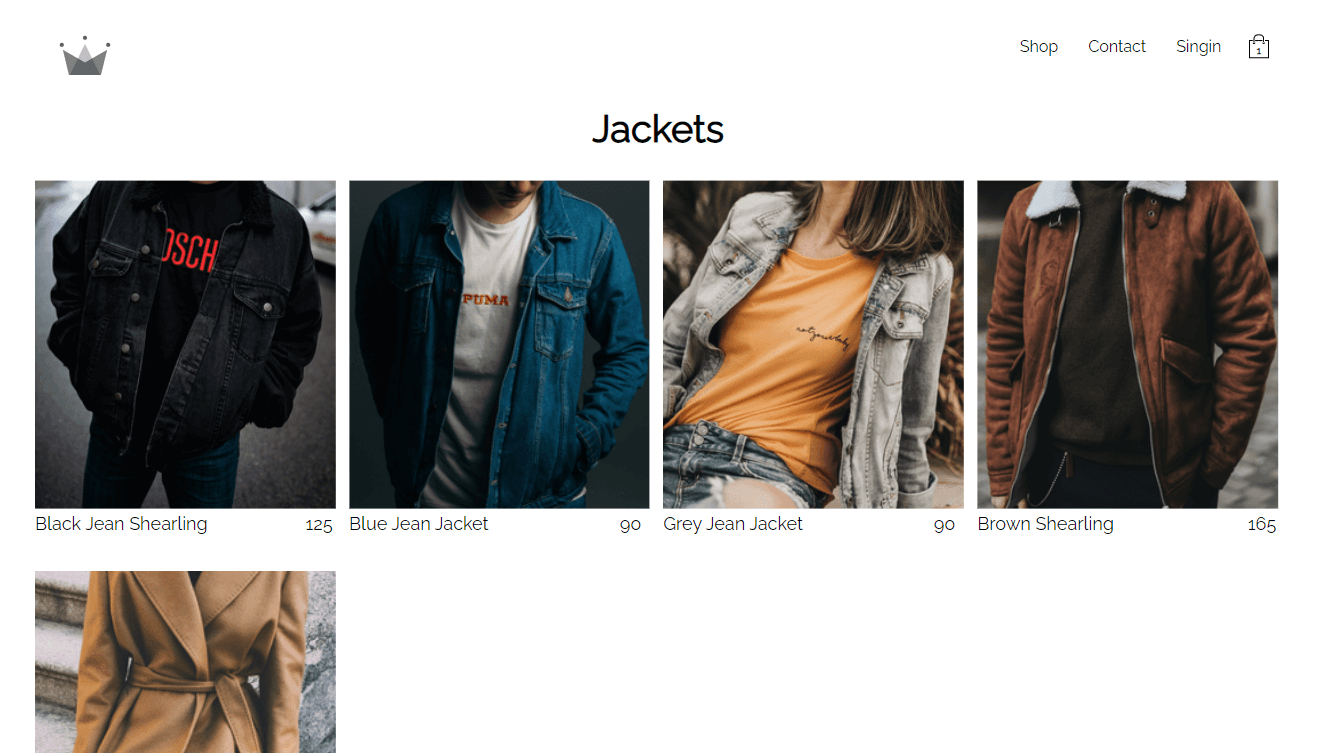 Shop Contact Singin 1
Jackets
OSCH
PUMA
notyourbaby
Black Jean Shearling 125
Blue Jean Jacket 90
Grey Jean Jacket 90
Brown Shearling 165